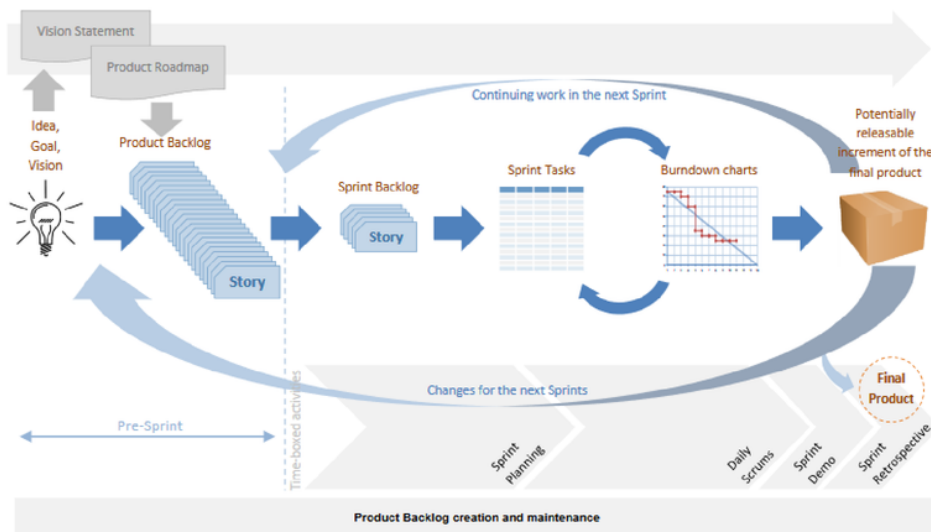 Vision Statement
Product Roadmap
Idea,
Goal,
Vision
Product Backlog
Story
Continuing work in the next Sprint
Sprint Backlog
Story
Sprint Tasks
Burndown charts
Potentially
releasable
increment of the
final product
Changes for the next Sprints
Final
Product
Pre-Sprint
Time-boxed activities
Sprint
Planning
Daily
Scrums
Sprint
Demo
Sprint
Retrospective
Product Backlog creation and maintenance